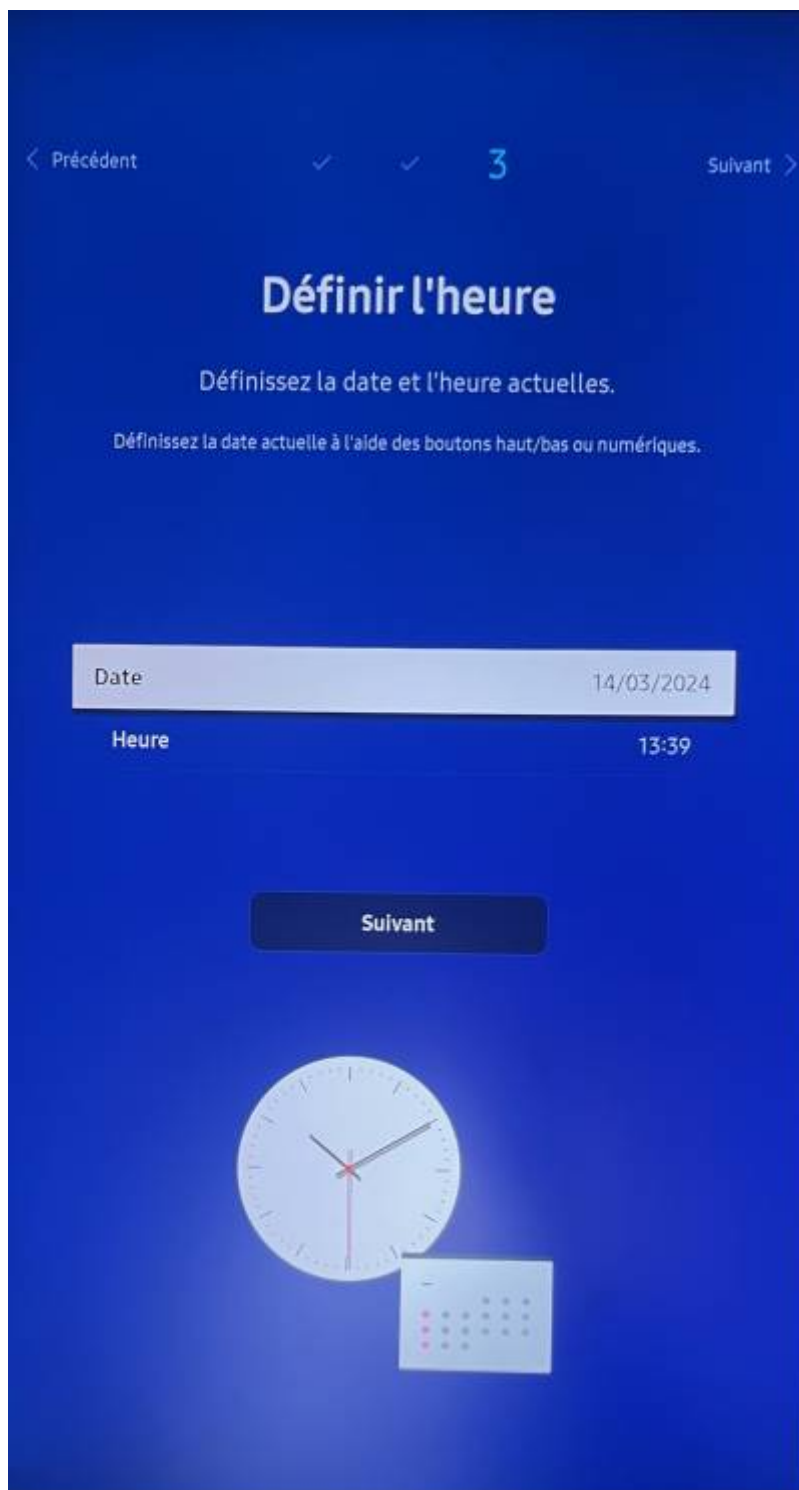 Précédent
3
Suivant
Définir l'heure
Définissez la date et l'heure actuelles.
Définissez la date actuelle à l'aide des boutons haut/bas ou numériques.
Date 14/03/2024
Heure 13:39
Suivant